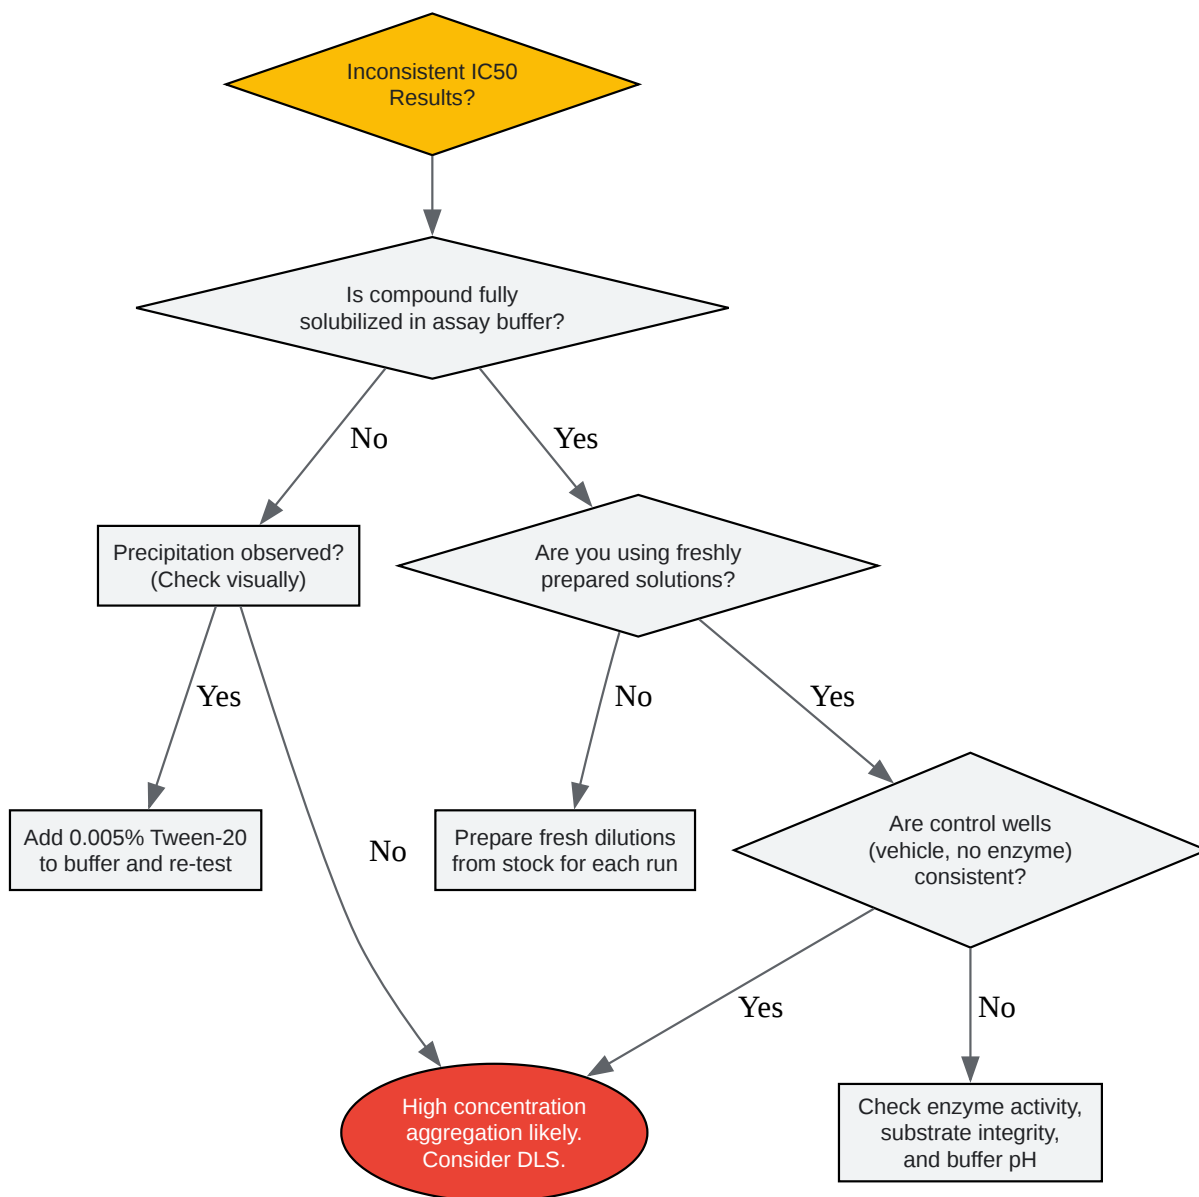 Inconsistent IC50
Results?
Is compound fully
solubilized in assay buffer?
No
Yes
Precipitation observed?
(Check visually)
Are you using freshly
prepared solutions?
Yes
No
Yes
Add 0.005% Tween-20
to buffer and re-test
No
Prepare fresh dilutions
from stock for each run
Are control wells
(vehicle, no enzyme)
consistent?
Yes
No
High concentration
aggregation likely.
Consider DLS.
Check enzyme activity,
substrate integrity,
and buffer pH